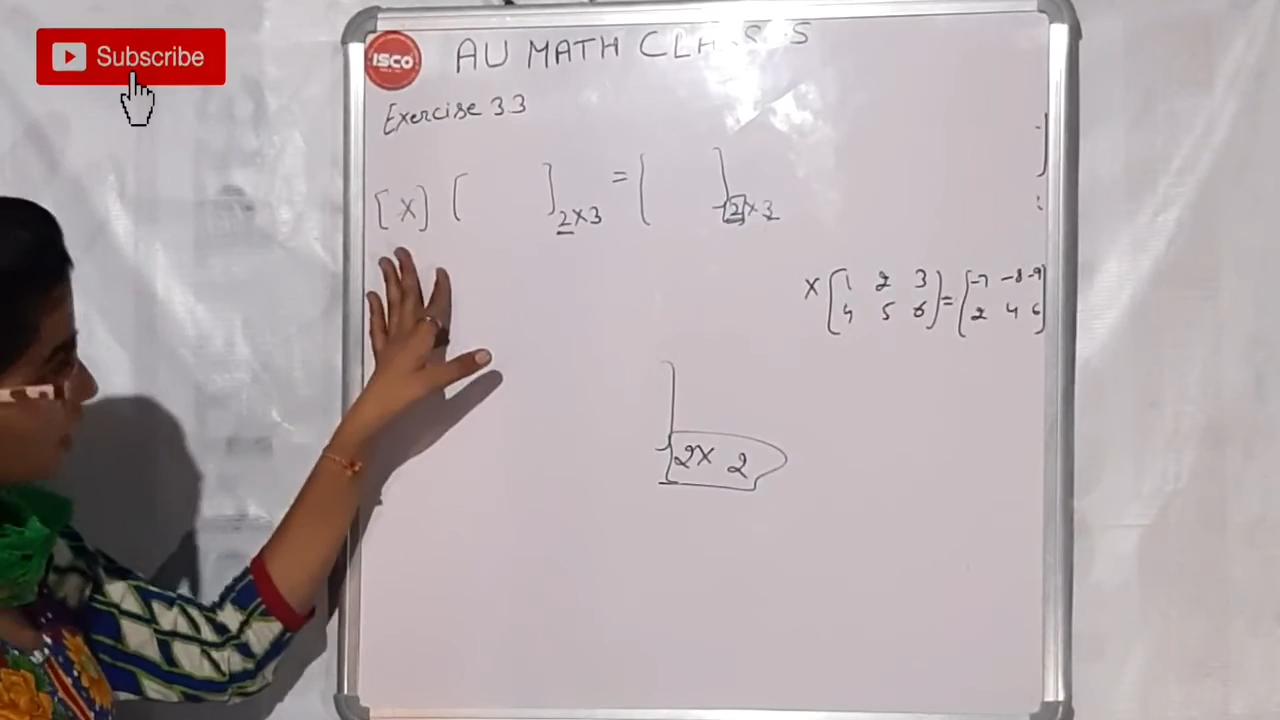 Subscribe
ISCO
AU MATH CLASSES
Exercise 3.3
[X] [ ]2×3 = [ ]2×3
X [1 2 3 = [-7 -8 -9]
4 5 6] 2 4 6]
]2× 2